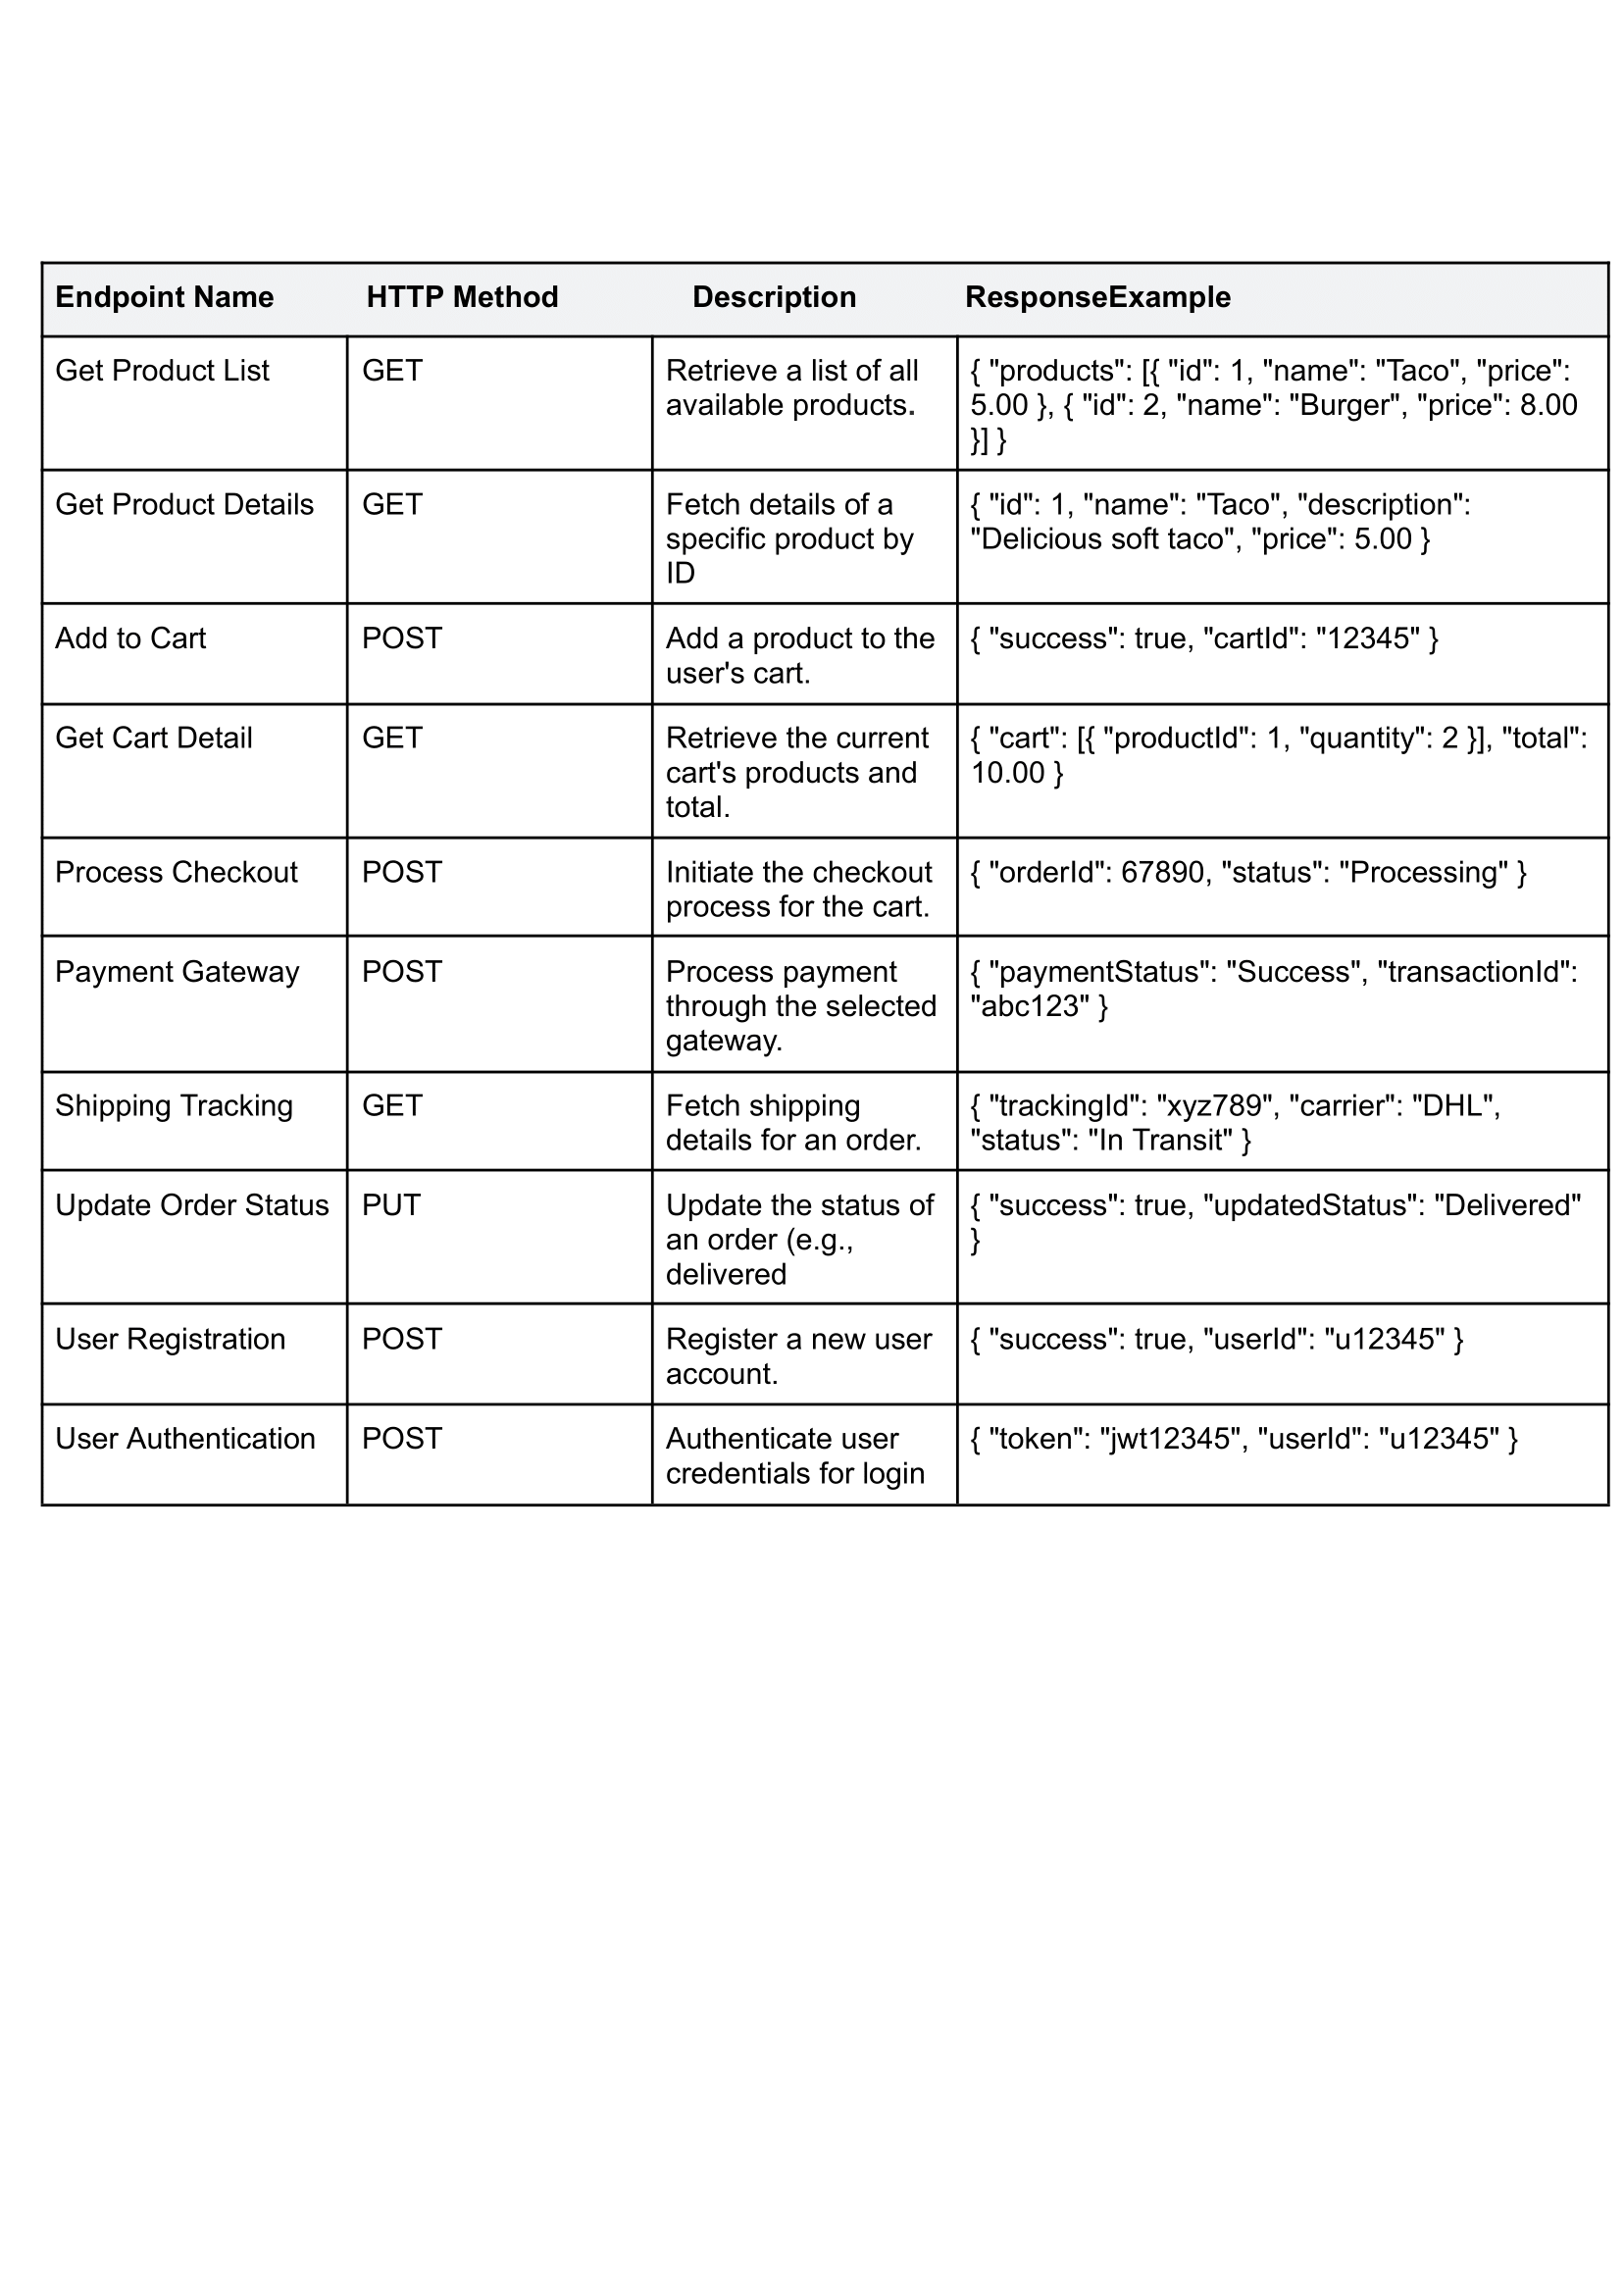 Endpoint Name HTTP Method Description ResponseExample
Get Product List GET Retrieve a list of all { "products": [{ "id": 1, "name": "Taco", "price":
available products. 5.00 }, { "id": 2, "name": "Burger", "price": 8.00
}] }
Get Product Details GET Fetch details of a { "id": 1, "name": "Taco", "description":
specific product by "Delicious soft taco", "price": 5.00 }
ID
Add to Cart POST Add a product to the { "success": true, "cartId": "12345" }
user's cart.
Get Cart Detail GET Retrieve the current { "cart": [{ "productId": 1, "quantity": 2 }], "total":
cart's products and 10.00 }
total.
Process Checkout POST Initiate the checkout { "orderId": 67890, "status": "Processing" }
process for the cart.
Payment Gateway POST Process payment { "paymentStatus": "Success", "transactionId":
through the selected "abc123" }
gateway.
Shipping Tracking GET Fetch shipping { "trackingId": "xyz789", "carrier": "DHL",
details for an order. "status": "In Transit" }
Update Order Status PUT Update the status of { "success": true, "updatedStatus": "Delivered"
an order (e.g., }
delivered
User Registration POST Register a new user { "success": true, "userId": "u12345" }
account.
User Authentication POST Authenticate user { "token": "jwt12345", "userId": "u12345" }
credentials for login